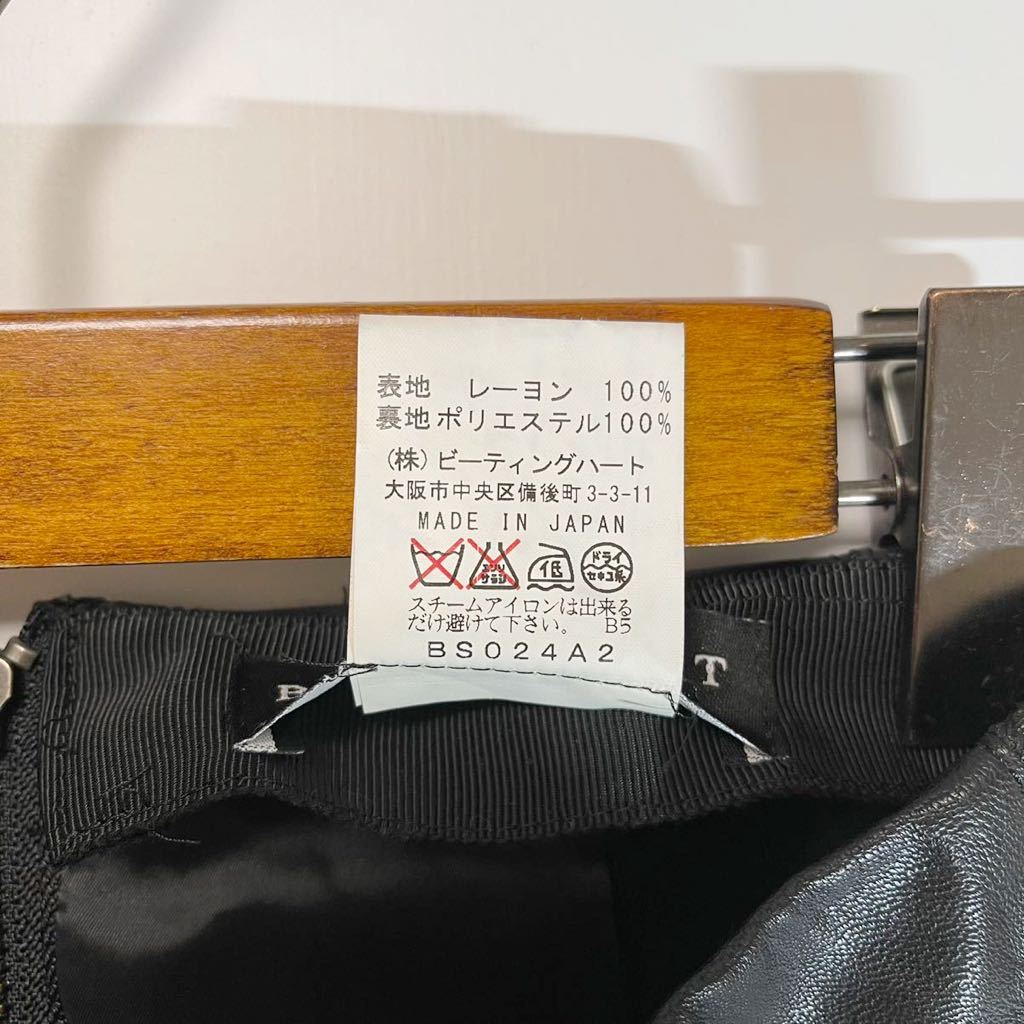 表地 レーヨン 100%
裏地 ポリエステル100%
(株)ビーティングハート
大阪市中央区備後町3-3-11
MADE IN JAPAN
エンソ
サラシ
低
ドライ
セキユ系
スチームアイロンは出来る
だけ避けて下さい。 B5
BS024A2
B
T